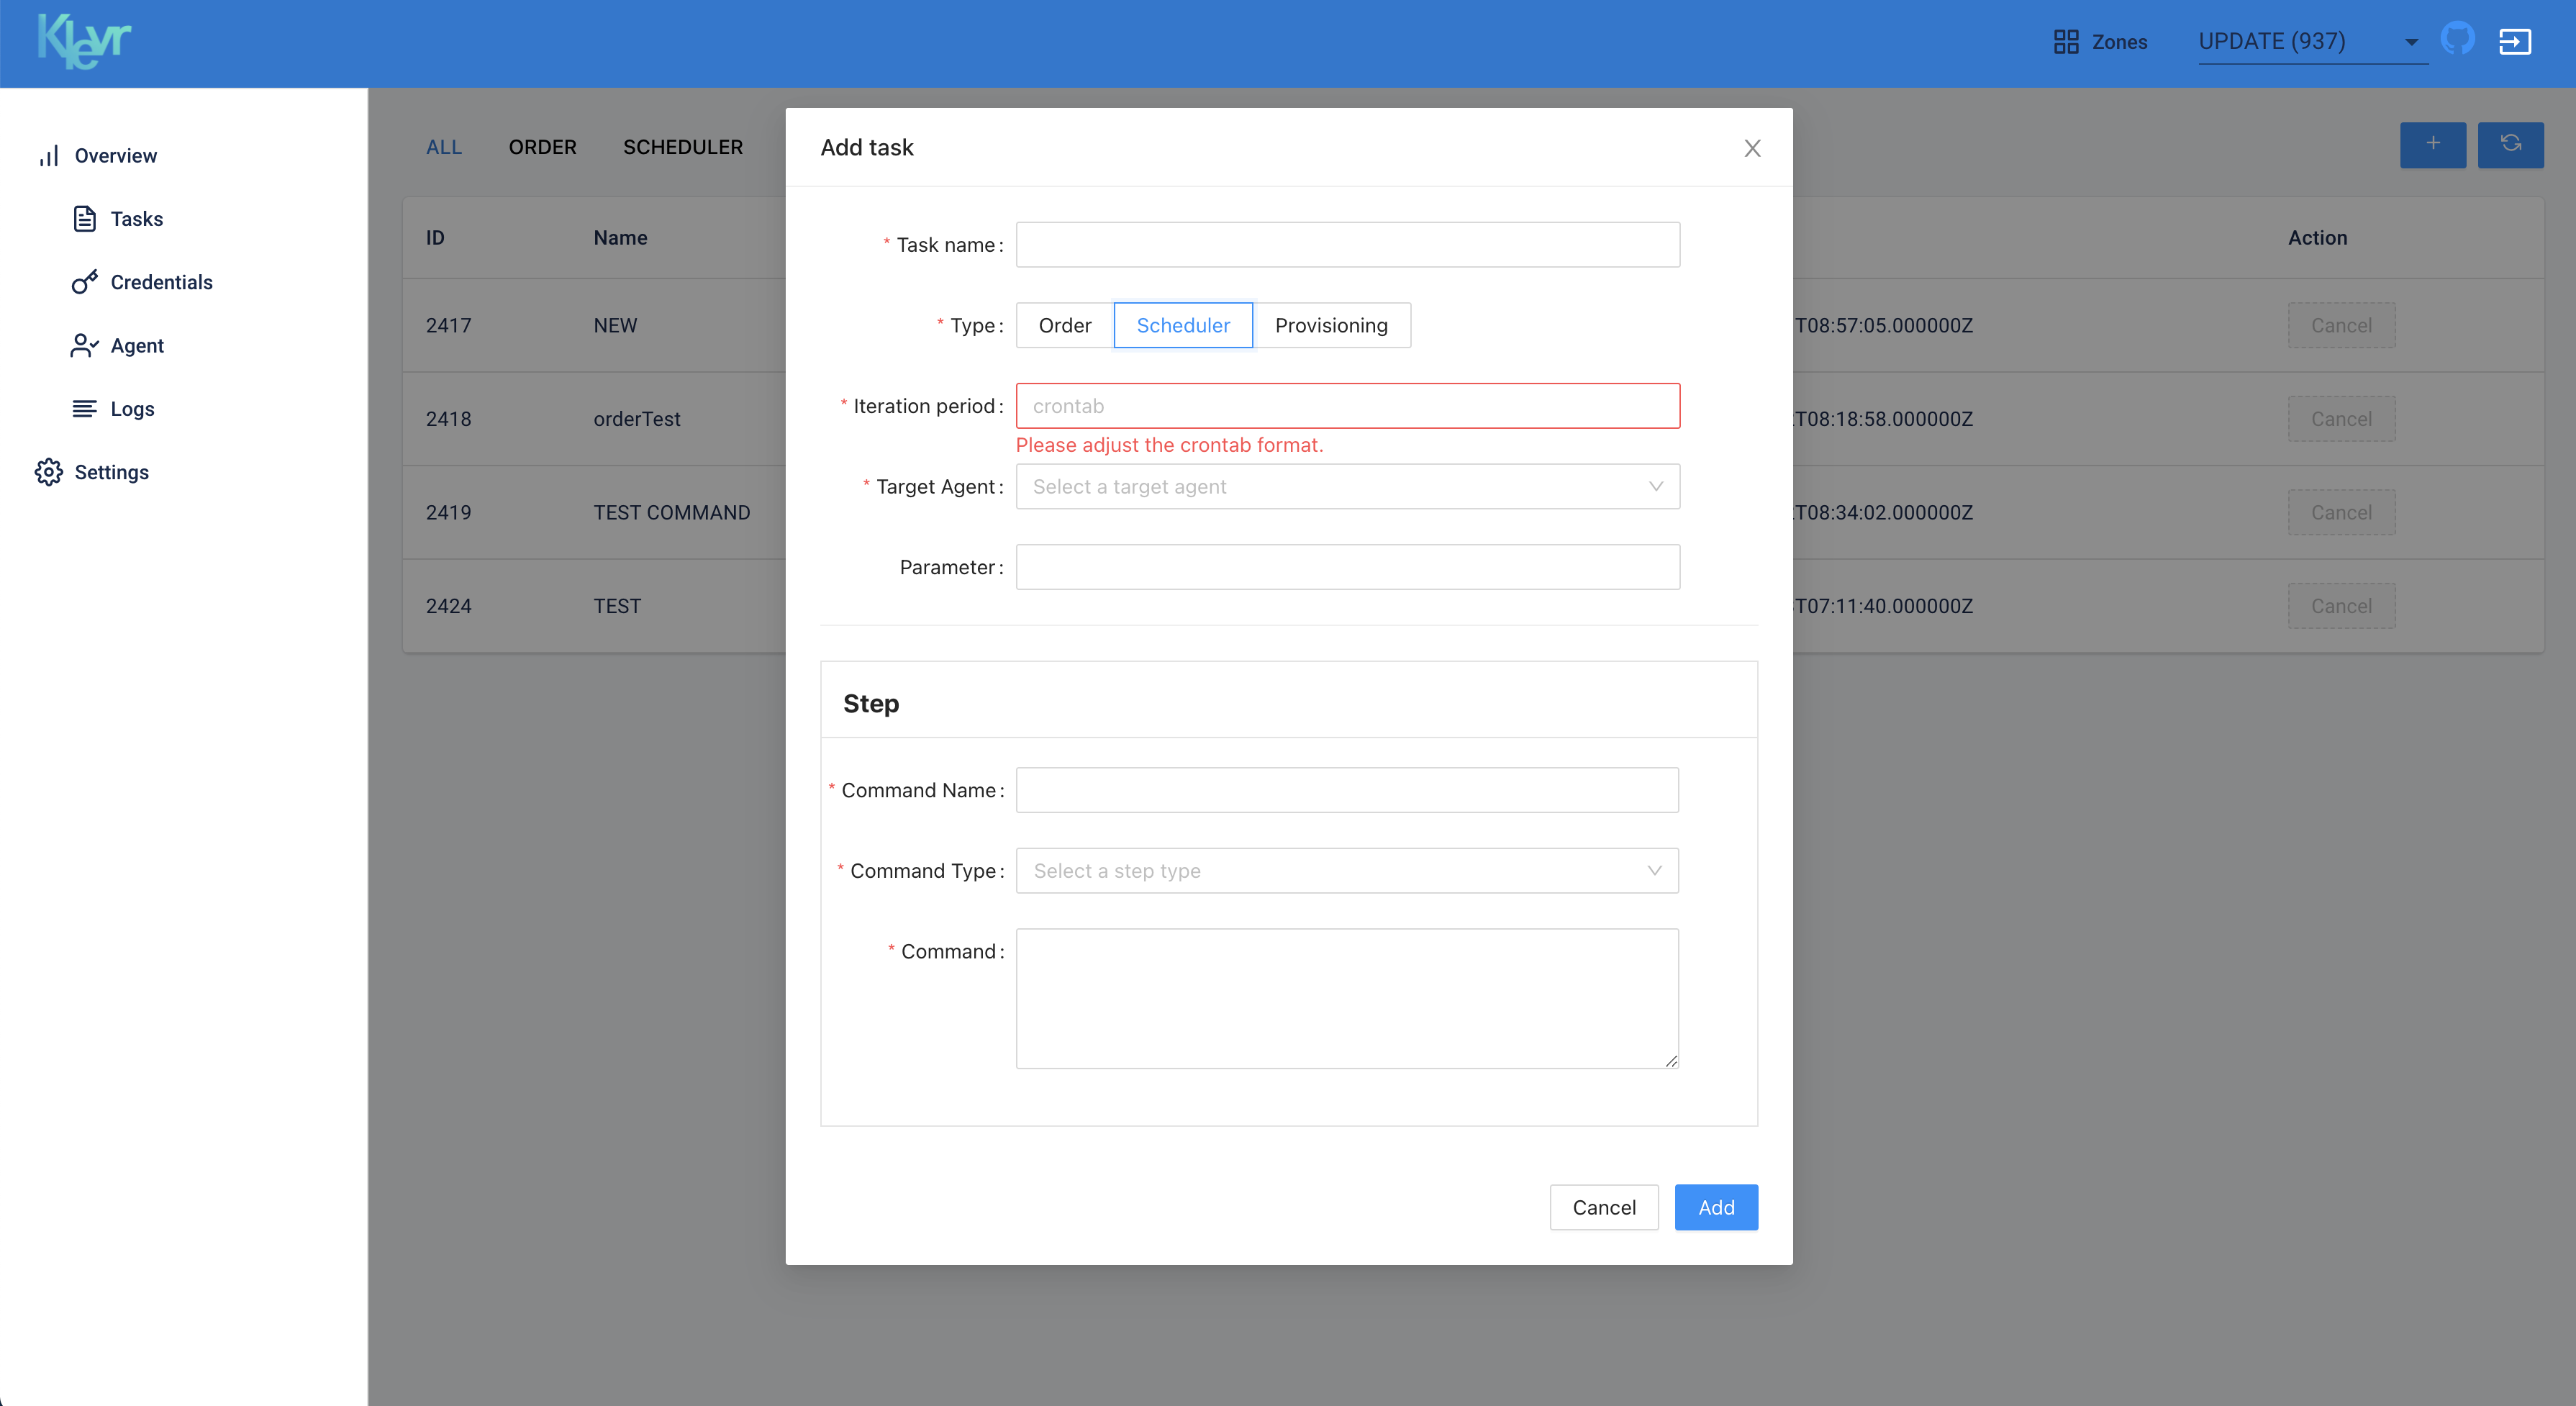 Klevr
Zones
UPDATE (937)
Overview
Tasks
Credentials
Agent
Logs
Settings
ALL ORDER SCHEDULER
ID Name Action
2417 NEW T08:57:05.000000Z Cancel
2418 orderTest T08:18:58.000000Z Cancel
2419 TEST COMMAND T08:34:02.000000Z Cancel
2424 TEST T07:11:40.000000Z Cancel
Add task
* Task name:
* Type: Order Scheduler Provisioning
* Iteration period: crontab
Please adjust the crontab format.
* Target Agent: Select a target agent
Parameter:
Step
* Command Name:
* Command Type: Select a step type
* Command:
Cancel Add